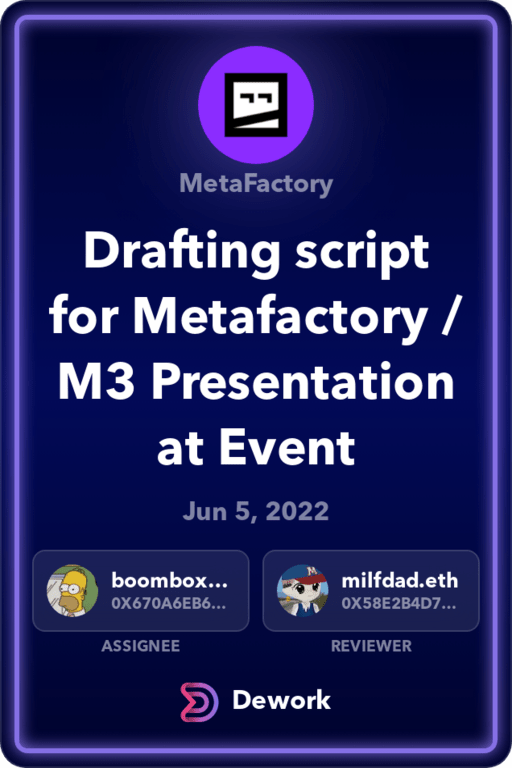 MetaFactory
Drafting script
for Metafactory /
M3 Presentation
at Event
Jun 5, 2022
boombox...
0X670A6EB6...
ASSIGNEE
milfdad.eth
0X58E2B4D7...
REVIEWER
Dework